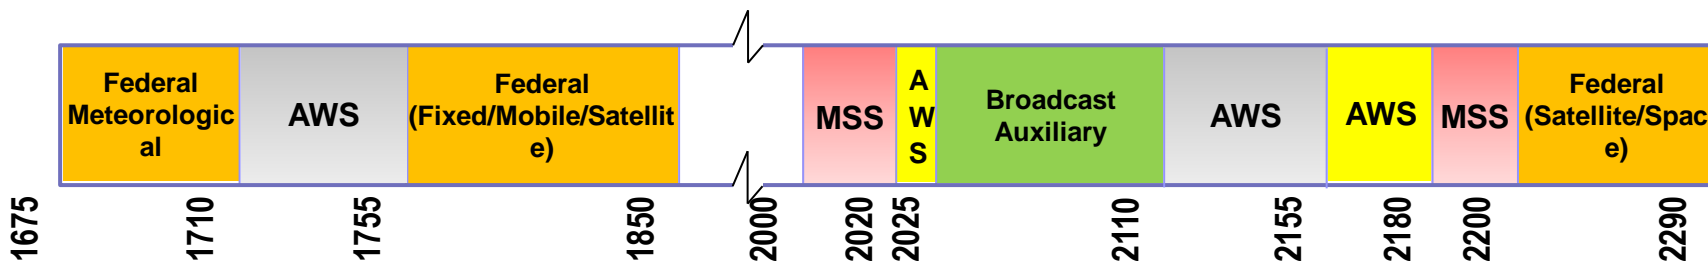 Federal
Meteorologic
al
AWS
Federal
(Fixed/Mobile/Satellit
e)
MSS
A
W
S
Broadcast
Auxiliary
AWS
AWS
MSS
Federal
(Satellite/Spac
e)
1675
1710
1755
1850
2000
2020
2025
2110
2155
2180
2200
2290